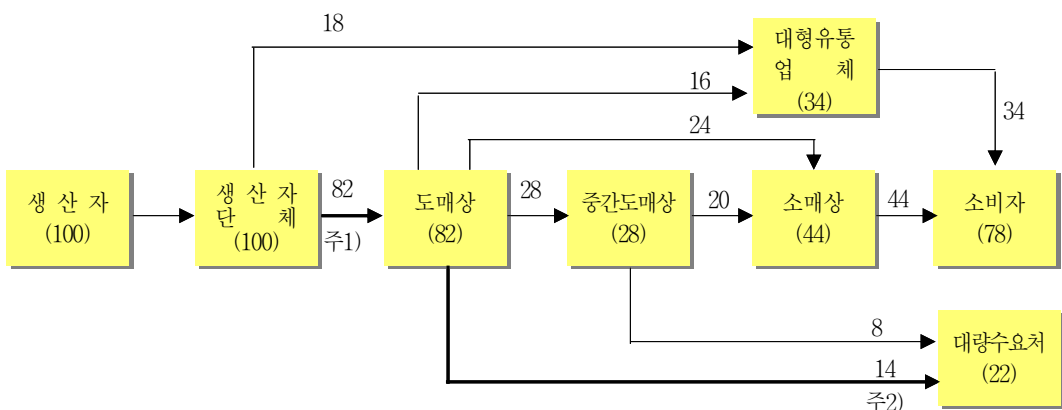 18
대형유통
업 체
(34)
16
34
24
생 산 자
(100)
생 산 자
단 체
(100)
82
주1)
도매상
(82)
28
중간도매상
(28)
20
소매상
(44)
44
소비자
(78)
8
대량수요처
(22)
14
주2)